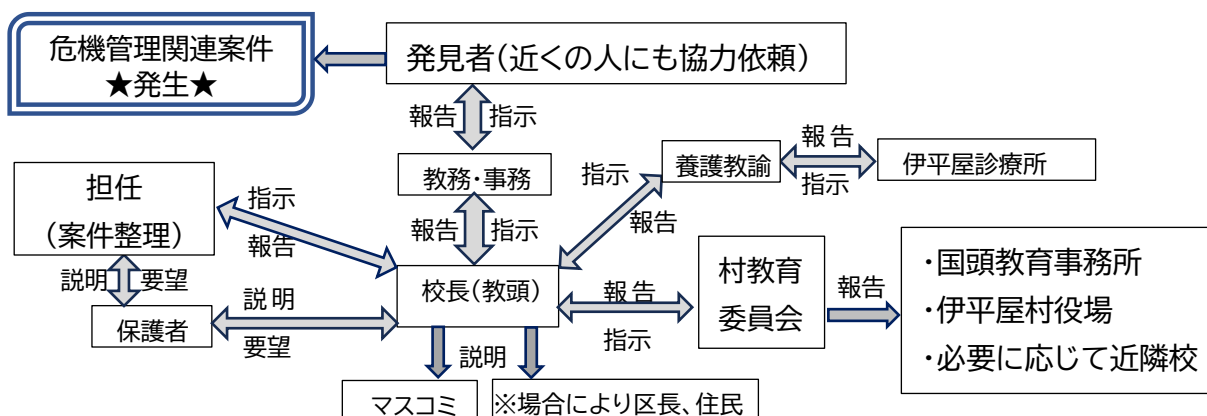 危機管理関連案件
★発生★
発見者(近くの人にも協力依頼)
報告 指示
報告
養護教諭
伊平屋診療所
指示
教務・事務
指示
担任
(案件整理)
指示
報告
報告 指示
報告
説明 要望
保護者
説明
要望
校長(教頭)
報告
指示
村教育
委員会
報告
・国頭教育事務所
・伊平屋村役場
・必要に応じて近隣校
説明
マスコミ
※場合により区長、住民